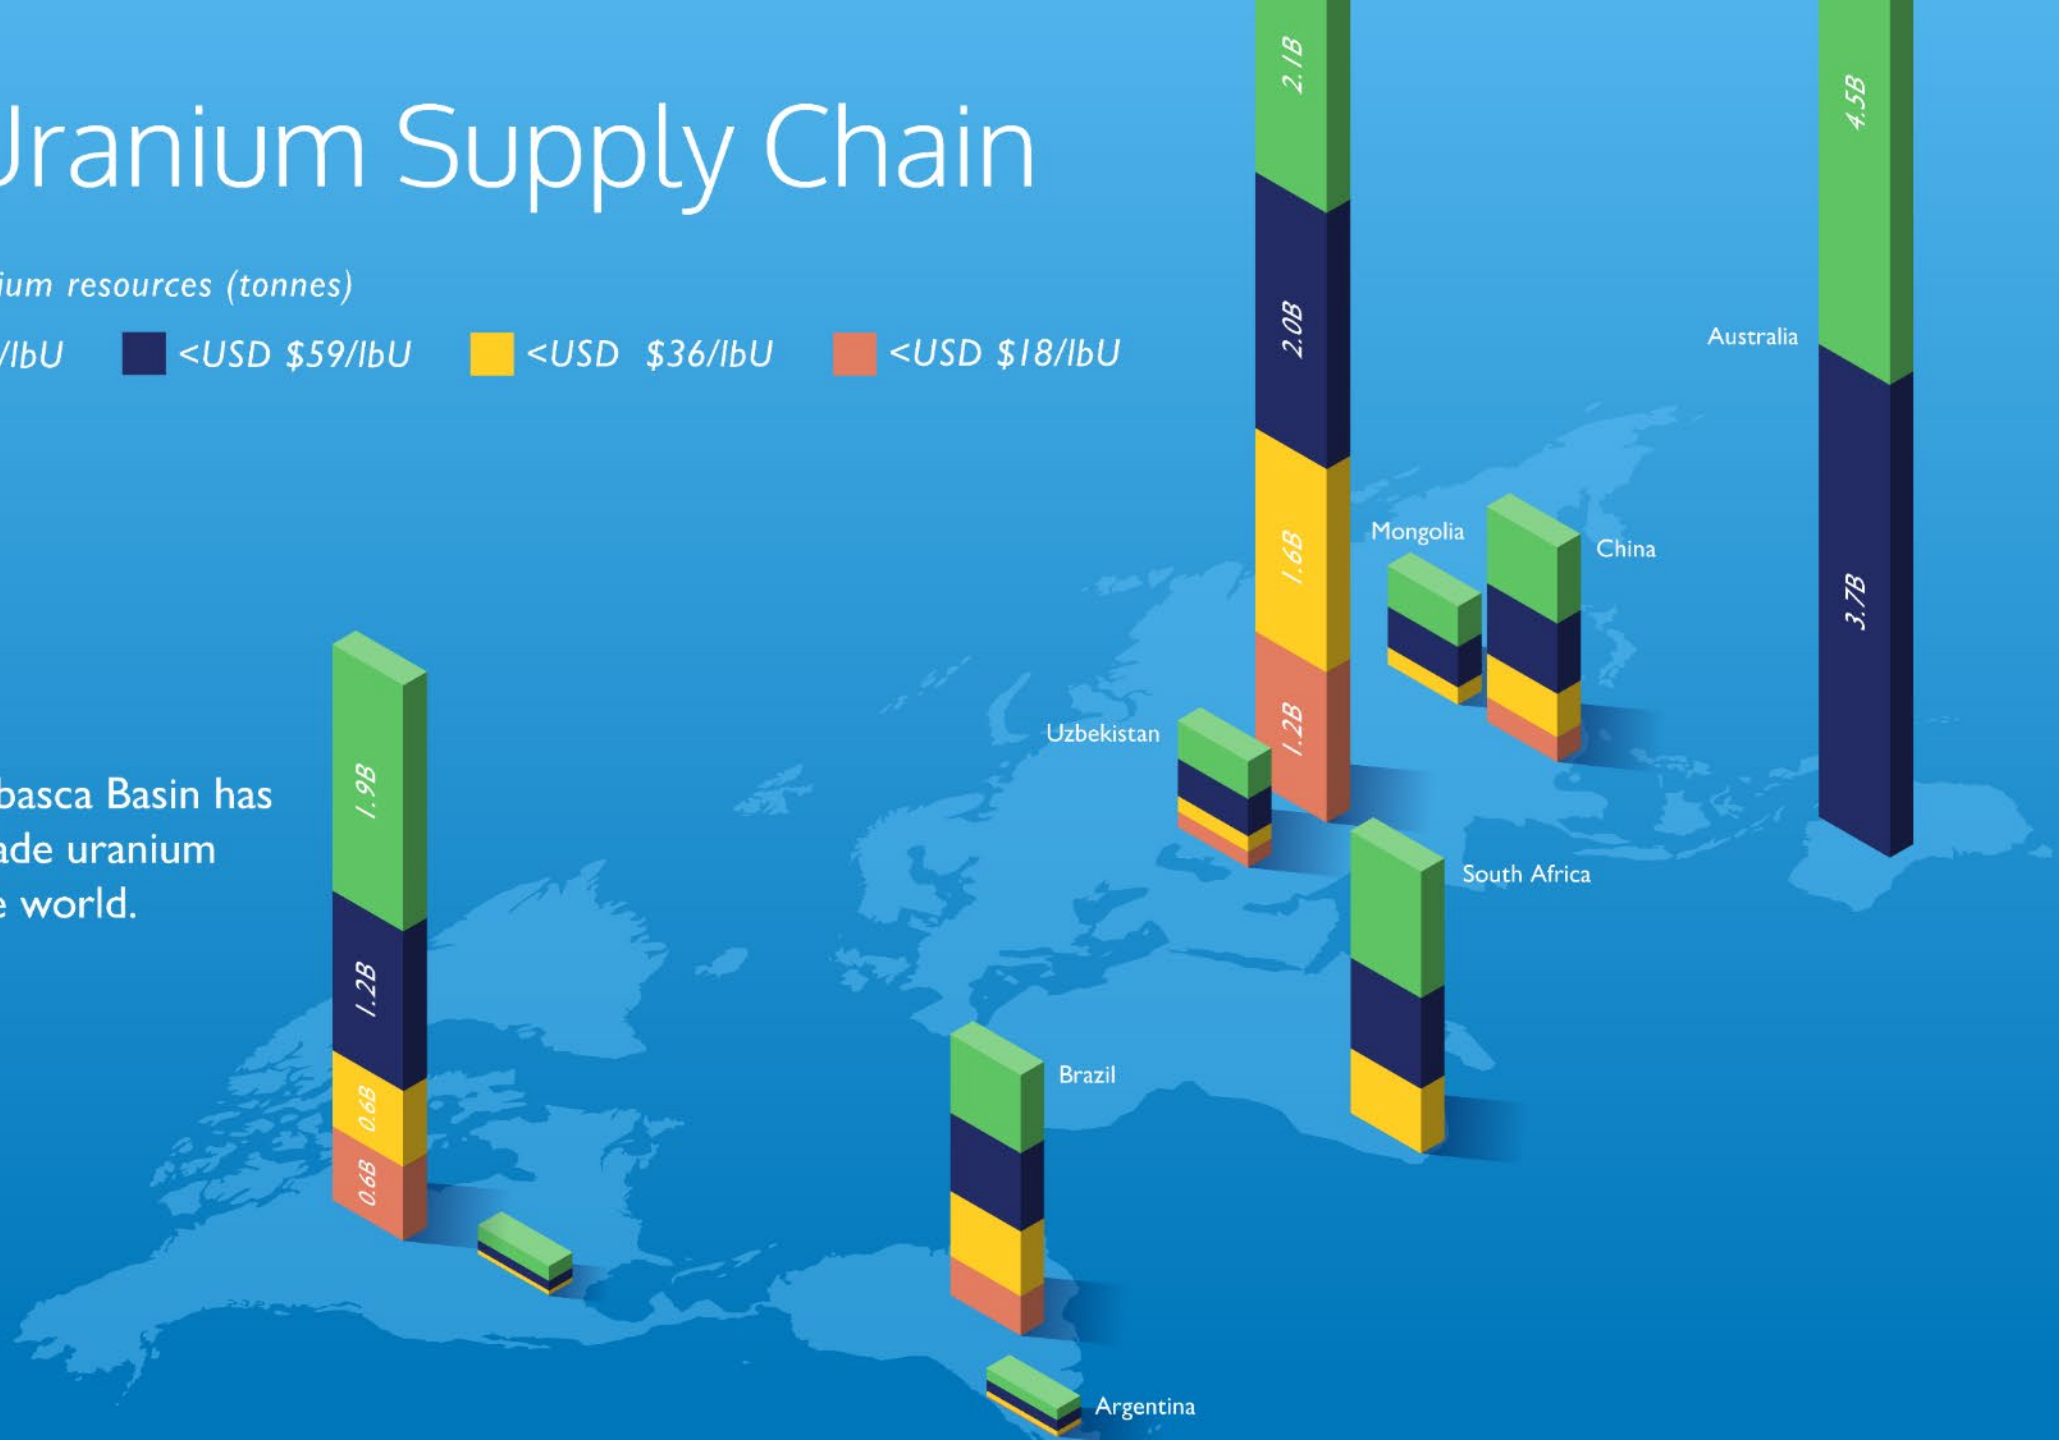 Uranium Supply Chain
ium resources (tonnes)
/lbU
<USD $59/lbU
<USD $36/lbU
<USD $18/lbU
basca Basin has
ade uranium
e world.
2.1B
2.0B
1.6B
1.2B
4.5B
3.7B
Australia
Mongolia
China
Uzbekistan
South Africa
1.9B
1.2B
0.6B
0.6B
Brazil
Argentina